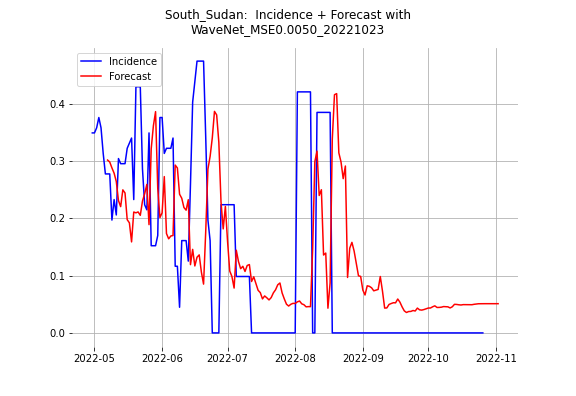 South_Sudan: Incidence + Forecast with
WaveNet_MSE0.0050_20221023
Incidence
Forecast
0.4
0.3
0.2
0.1
0.0
2022-05 2022-06 2022-07 2022-08 2022-09 2022-10 2022-11